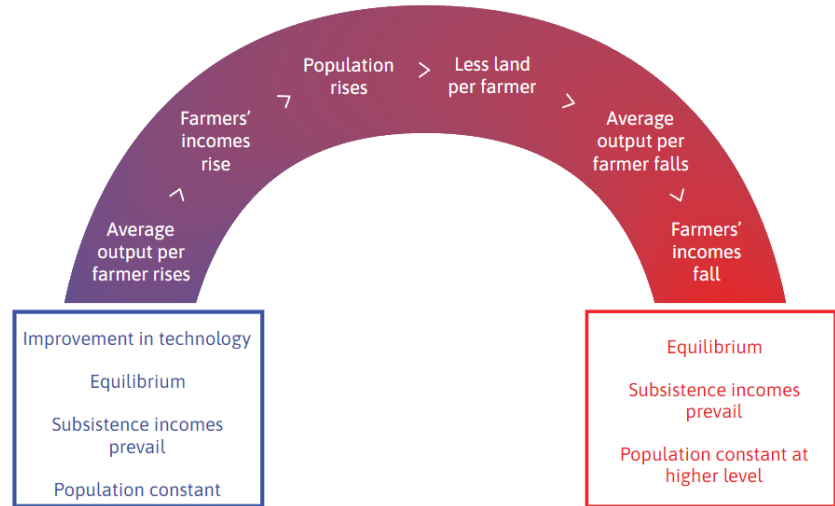 Average
output per
farmer rises
>
Farmers'
incomes
rise
>
Population
rises
>
Less land
per farmer
>
Average
output per
farmer falls
>
Farmers'
incomes
fall
Improvement in technology
Equilibrium
Subsistence incomes
prevail
Population constant
Equilibrium
Subsistence incomes
prevail
Population constant at
higher level